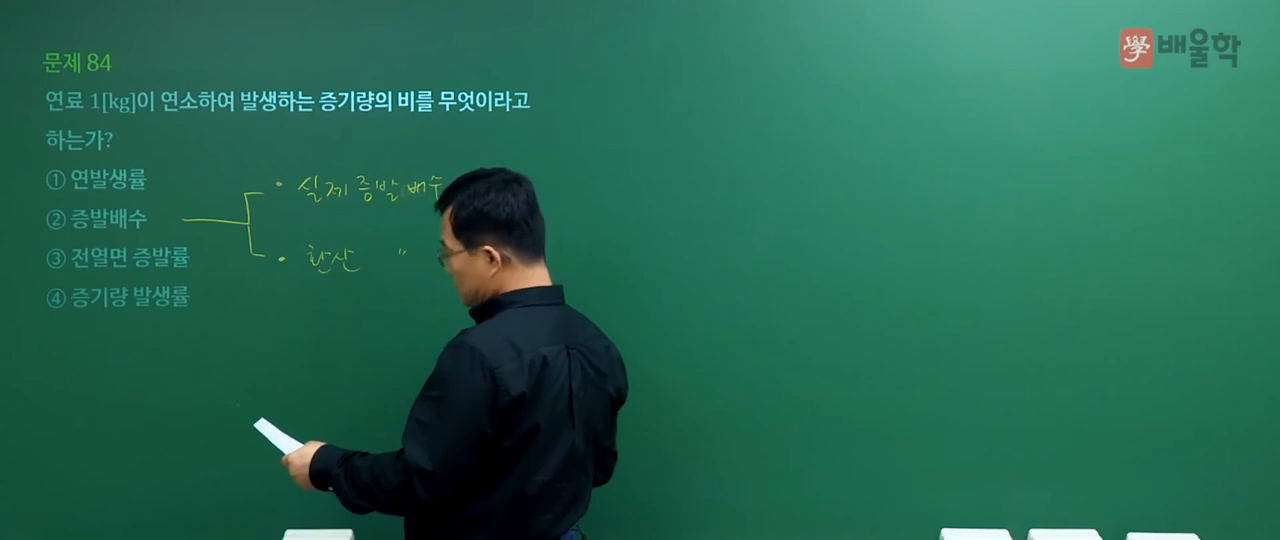 學 배울학
문제 84
연료 1[kg]이 연소하여 발생하는 증기량의 비를 무엇이라고
하는가?
① 연발생률
② 증발배수
③ 전열면 증발률
④ 증기량 발생률
• 실제 증발 배수
• 환산 〃